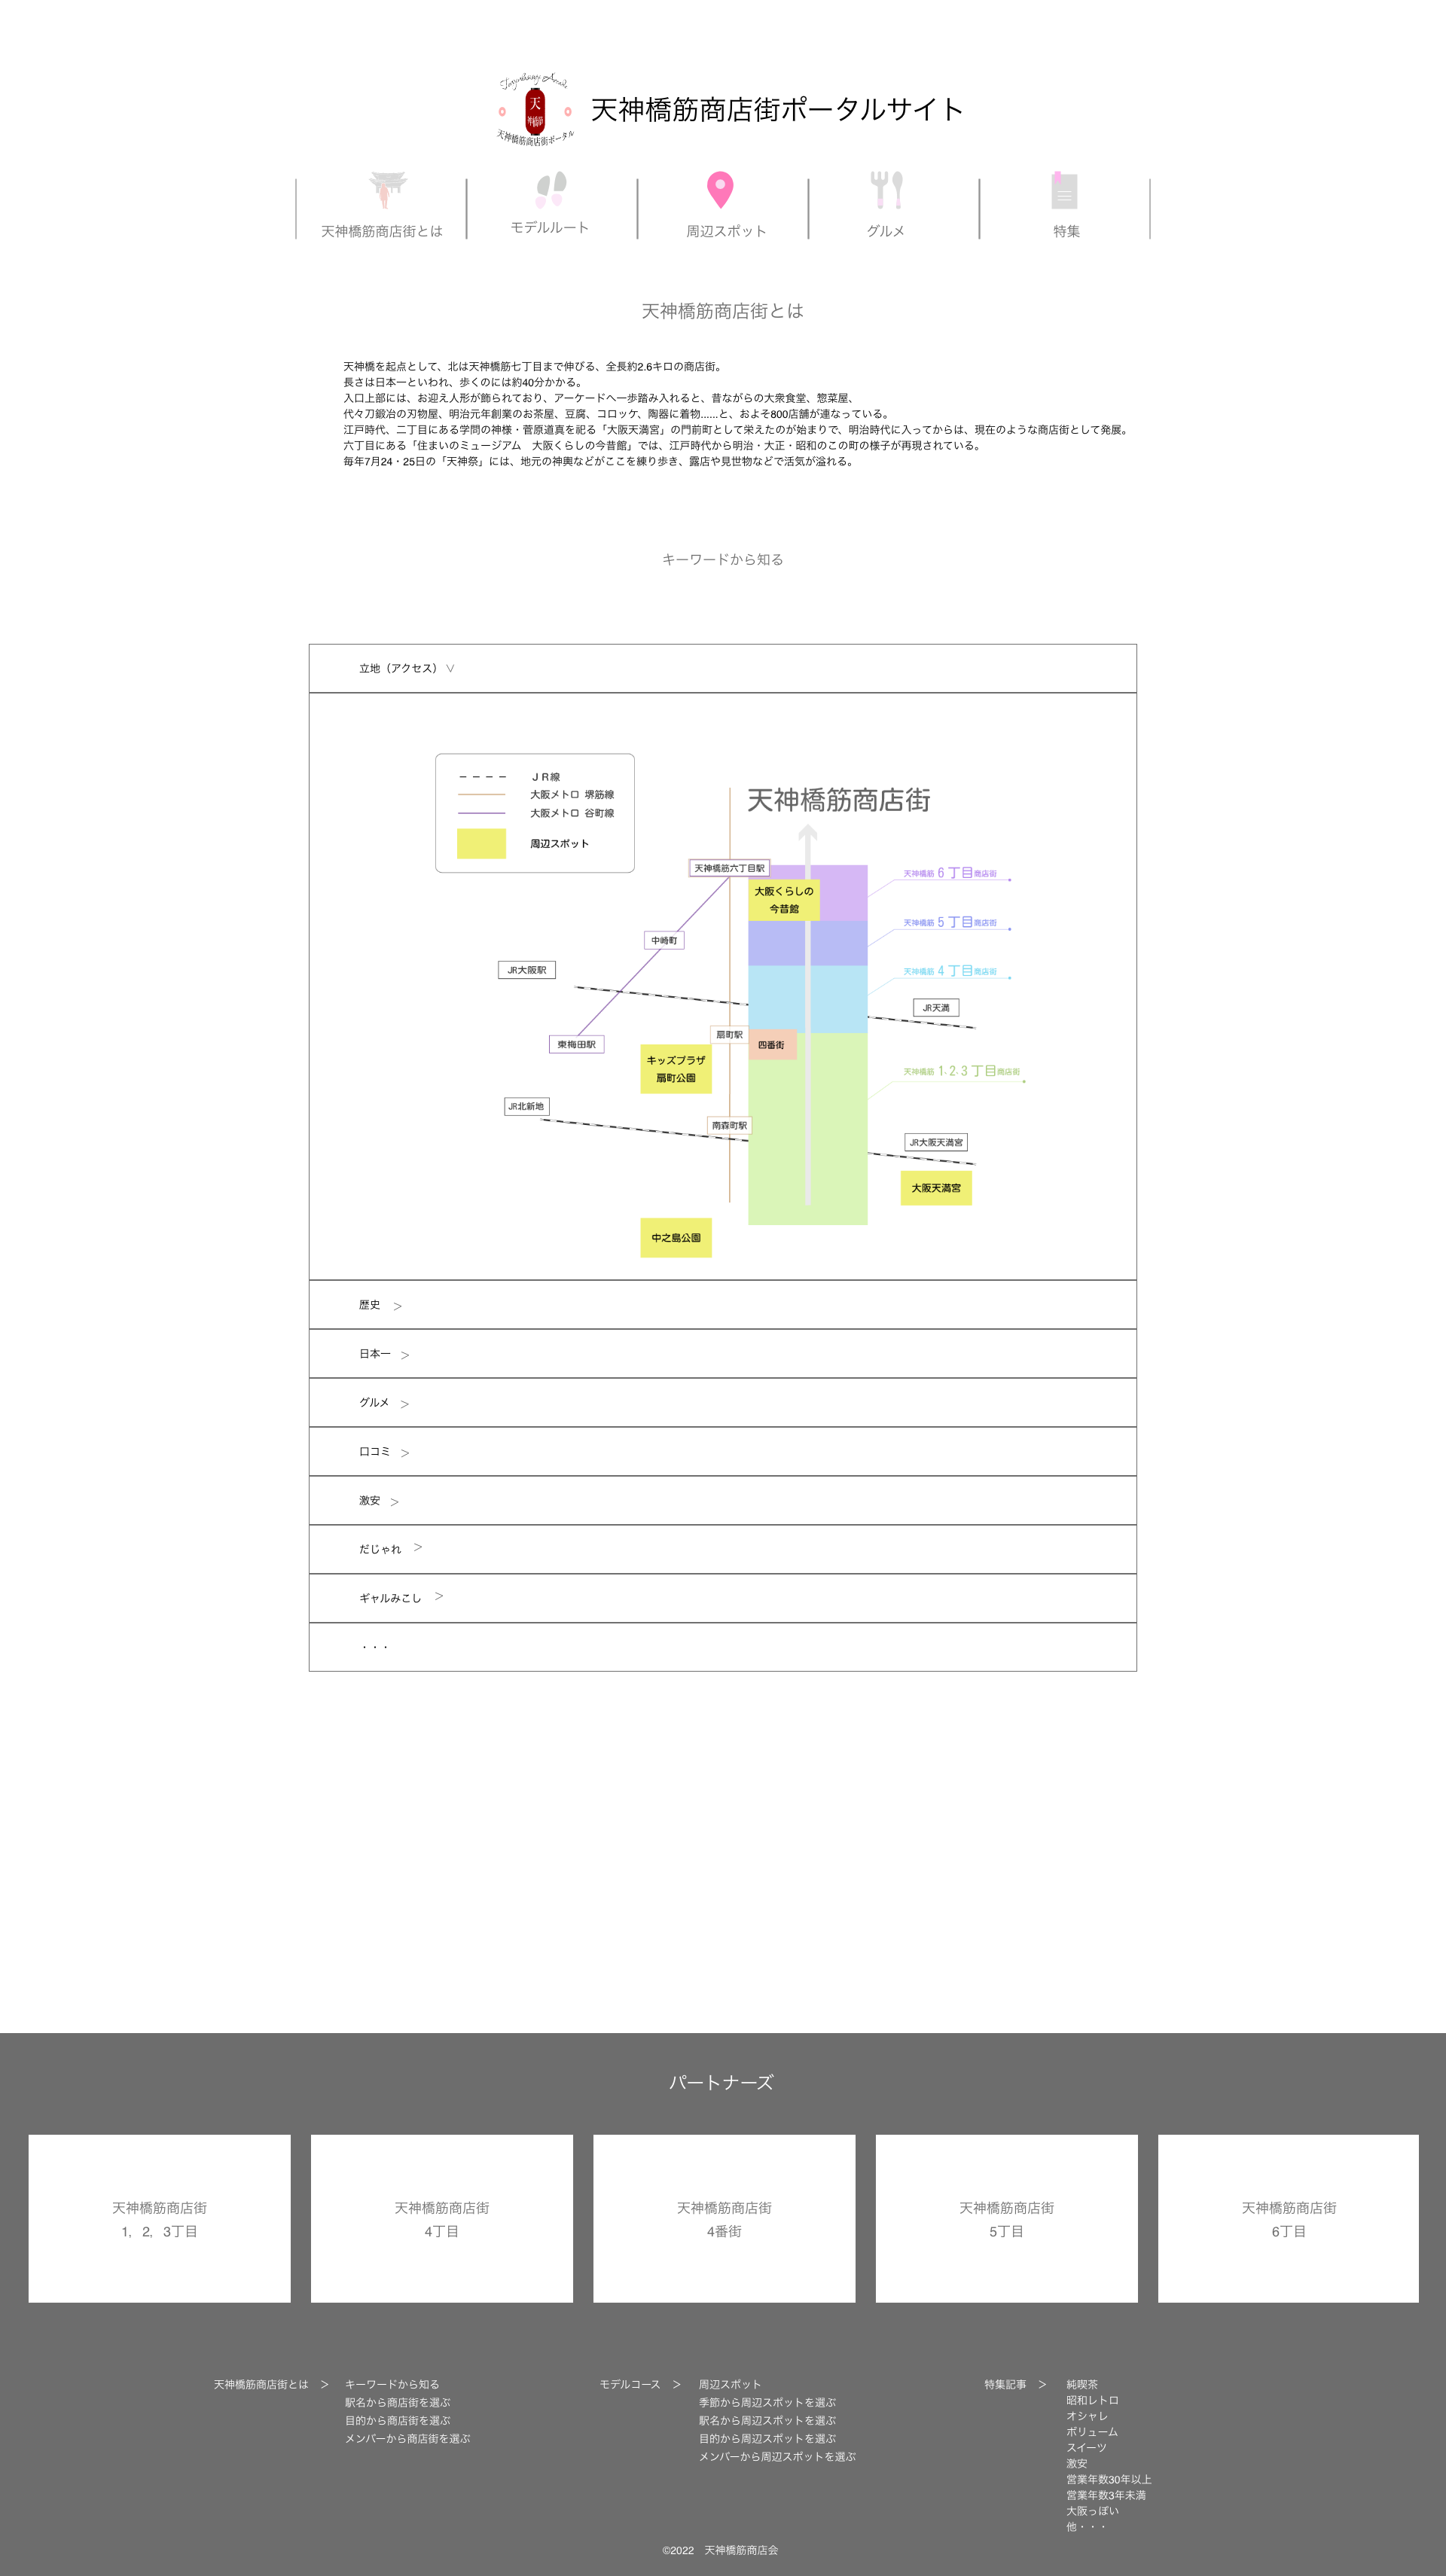 Tenjinbashi Arcade
天
神橋筋
天神橋筋商店街ポータル
天神橋筋商店街ポータルサイト
天神橋筋商店街とは
モデルルート
周辺スポット
グルメ
特集
天神橋筋商店街とは
天神橋を起点として、北は天神橋筋七丁目まで伸びる、全長約2.6キロの商店街。
長さは日本一といわれ、歩くのには約40分かかる。
入口上部には、お迎え人形が飾られており、アーケードへ一歩踏み入れると、昔ながらの大衆食堂、惣菜屋、
代々刀鍛冶の刃物屋、明治元年創業のお茶屋、豆腐、コロッケ、陶器に着物……と、およそ800店舗が連なっている。
江戸時代、二丁目にある学問の神様・菅原道真を祀る「大阪天満宮」の門前町として栄えたのが始まりで、明治時代に入ってからは、現在のような商店街として発展。
六丁目にある「住まいのミュージアム　大阪くらしの今昔館」では、江戸時代から明治・大正・昭和のこの町の様子が再現されている。
毎年7月24・25日の「天神祭」には、地元の神輿などがここを練り歩き、露店や見世物などで活気が溢れる。
キーワードから知る
立地（アクセス）∨
ＪＲ線
大阪メトロ 堺筋線
大阪メトロ 谷町線
周辺スポット
天神橋筋商店街
天神橋筋六丁目駅
天神橋筋 6 丁目商店街
大阪くらしの
今昔館
天神橋筋 5 丁目商店街
中崎町
JR大阪駅
天神橋筋 4 丁目商店街
JR天満
扇町駅
東梅田駅
四番街
キッズプラザ
扇町公園
天神橋筋 1・2・3 丁目商店街
JR北新地
南森町駅
JR大阪天満宮
大阪天満宮
中之島公園
歴史　＞
日本一　＞
グルメ　＞
口コミ　＞
激安　＞
だじゃれ　＞
ギャルみこし　＞
・・・
パートナーズ
天神橋筋商店街
1，2，3丁目
天神橋筋商店街
4丁目
天神橋筋商店街
4番街
天神橋筋商店街
5丁目
天神橋筋商店街
6丁目
天神橋筋商店街とは　＞
キーワードから知る
駅名から商店街を選ぶ
目的から商店街を選ぶ
メンバーから商店街を選ぶ
モデルコース　＞
周辺スポット
季節から周辺スポットを選ぶ
駅名から周辺スポットを選ぶ
目的から周辺スポットを選ぶ
メンバーから周辺スポットを選ぶ
特集記事　＞
純喫茶
昭和レトロ
オシャレ
ボリューム
スイーツ
激安
営業年数30年以上
営業年数3年未満
大阪っぽい
他・・・
©2022　天神橋筋商店会